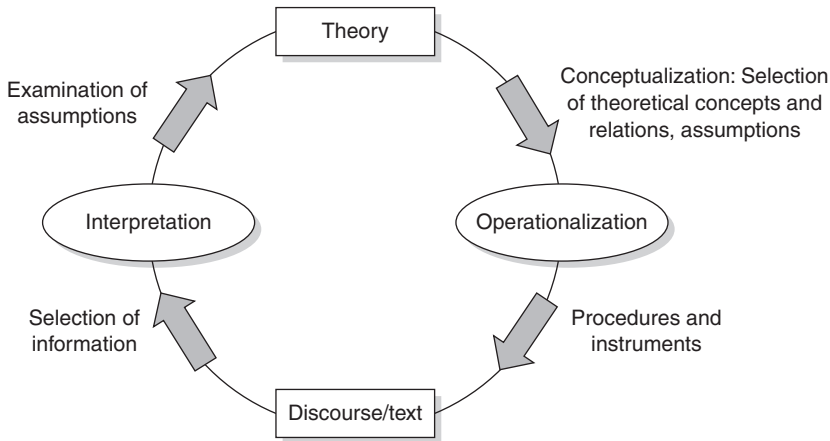 Theory
Conceptualization: Selection
of theoretical concepts and
relations, assumptions
Examination of
assumptions
Interpretation
Operationalization
Selection of
information
Procedures and
instruments
Discourse/text